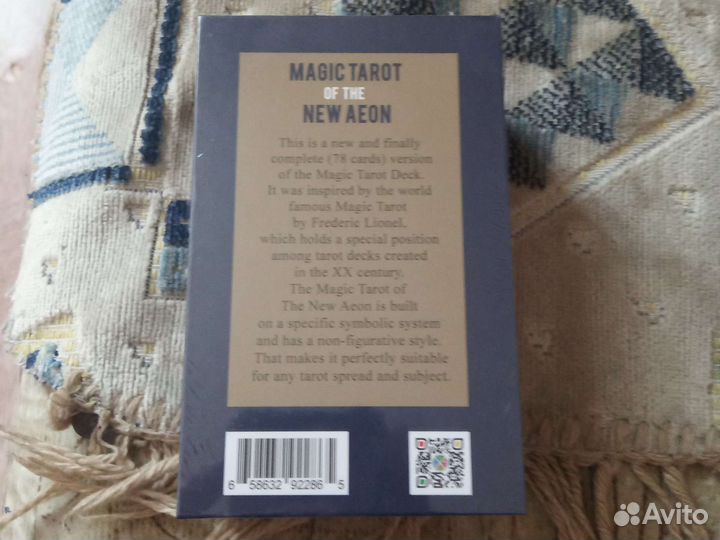 MAGIC TAROT
OF THE
NEW AEON
This is a new and finally
complete (78 cards) version
of the Magic Tarot Deck.
It was inspired by the world
famous Magic Tarot
by Frederic Lionel,
which holds a special position
among tarot decks created
in the XX century.
The Magic Tarot of
The New Aeon is built
on a specific symbolic system
and has a non-figurative style.
That makes it perfectly suitable
for any tarot spread and subject.
6 58632 92286 5
Avito